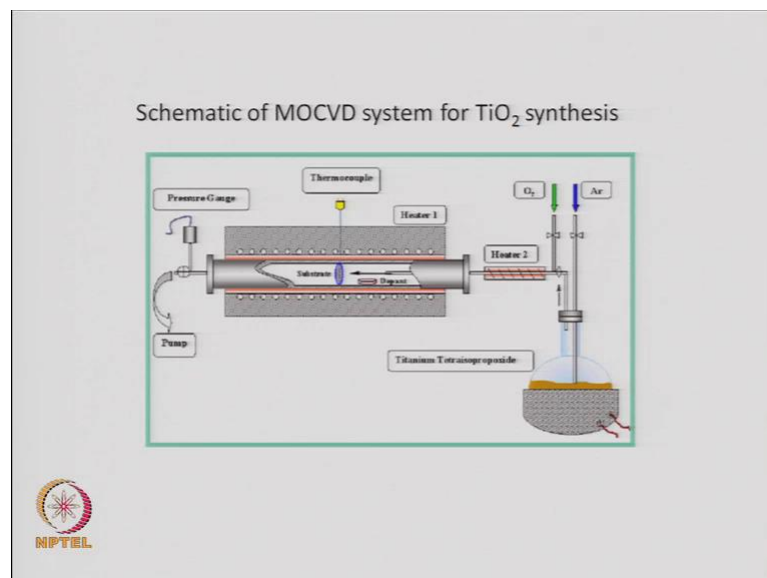 Schematic of MOCVD system for TiO₂ synthesis
Thermocouple
O₂
Ar
Pressure Gauge
Heater 1
Heater 2
Substrate
Dopant
Pump
Titanium Tetraisopropoxide
NPTEL